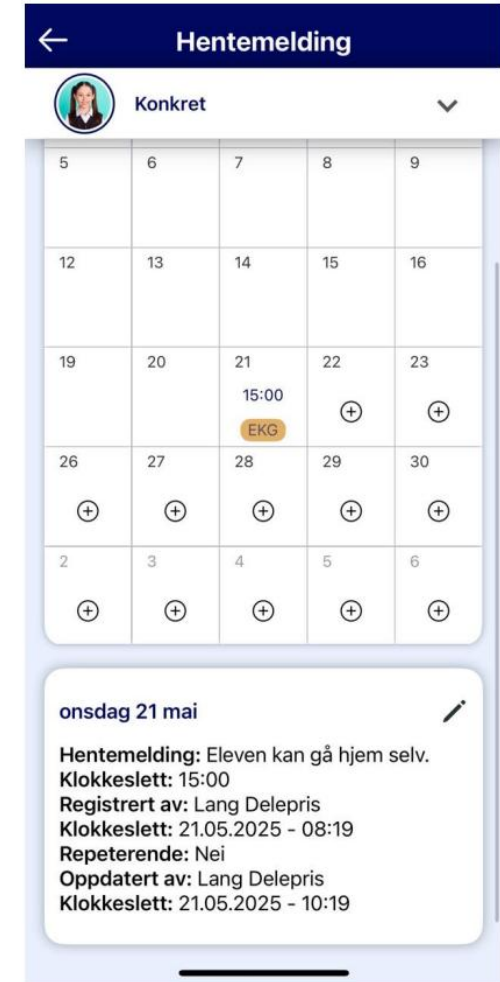 Hentemelding
Konkret
5 6 7 8 9
12 13 14 15 16
19 20 21 22 23
15:00
EKG
26 27 28 29 30
2 3 4 5 6
onsdag 21 mai
Hentemelding: Eleven kan gå hjem selv.
Klokkeslett: 15:00
Registrert av: Lang Delepris
Klokkeslett: 21.05.2025 - 08:19
Repeterende: Nei
Oppdatert av: Lang Delepris
Klokkeslett: 21.05.2025 - 10:19